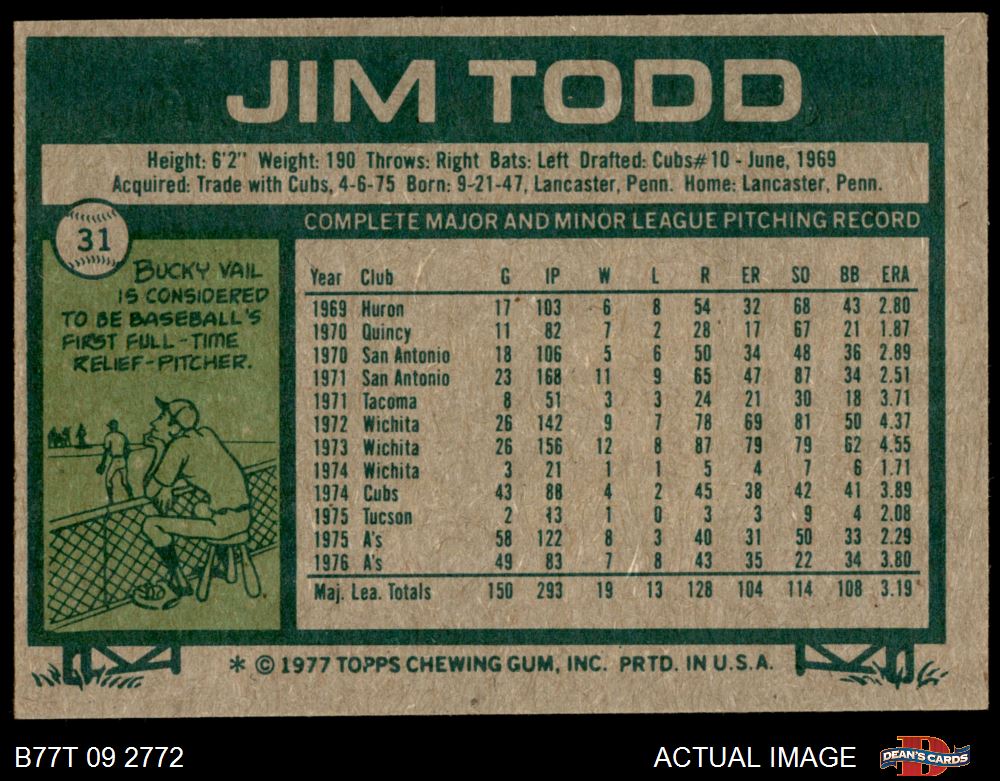 JIM TODD
Height: 6'2" Weight: 190 Throws: Right Bats: Left Drafted: Cubs#10 - June, 1969
Acquired: Trade with Cubs, 4-6-75 Born: 9-21-47, Lancaster, Penn. Home: Lancaster, Penn.
31
BUCKY VAIL
IS CONSIDERED
TO BE BASEBALL'S
FIRST FULL-TIME
RELIEF-PITCHER.
COMPLETE MAJOR AND MINOR LEAGUE PITCHING RECORD
Year Club G IP W L R ER SO BB ERA
1969 Huron 17 103 6 8 54 32 68 43 2.80
1970 Quincy 11 82 7 2 28 17 67 21 1.87
1970 San Antonio 18 106 5 6 50 34 48 36 2.89
1971 San Antonio 23 168 11 9 65 47 87 34 2.51
1971 Tacoma 8 51 3 3 24 21 30 18 3.71
1972 Wichita 26 142 9 7 78 69 81 50 4.37
1973 Wichita 26 156 12 8 87 79 79 62 4.55
1974 Wichita 3 21 1 1 5 4 7 6 1.71
1974 Cubs 43 88 4 2 45 38 42 41 3.89
1975 Tucson 2 13 1 0 3 3 9 4 2.08
1975 A's 58 122 8 3 40 31 50 33 2.29
1976 A's 49 83 7 8 43 35 22 34 3.80
Maj. Lea. Totals 150 293 19 13 128 104 114 108 3.19
* © 1977 TOPPS CHEWING GUM, INC. PRTD. IN U.S.A.
B77T 09 2772 ACTUAL IMAGE DEAN'S CARDS